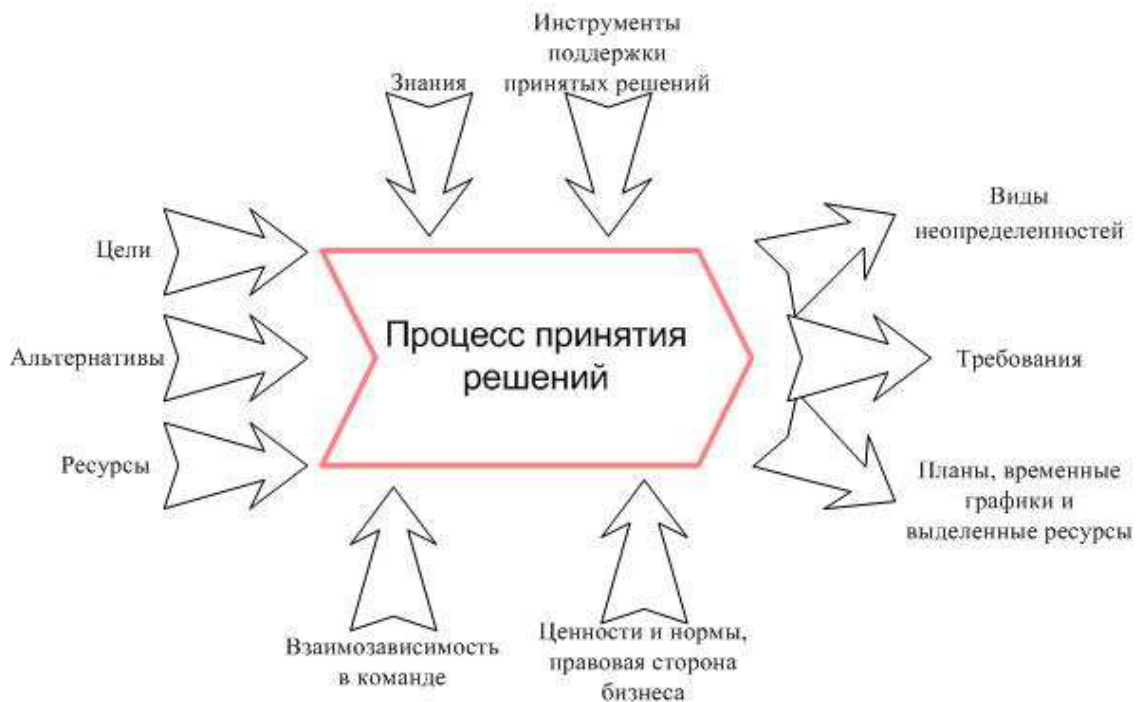 Инструменты
поддержки
принятых решений
Знания
Цели
Альтернативы
Ресурсы
Процесс принятия
решений
Виды
неопределенностей
Требования
Планы, временные
графики и
выделенные ресурсы
Взаимозависимость
в команде
Ценности и нормы,
правовая сторона
бизнеса